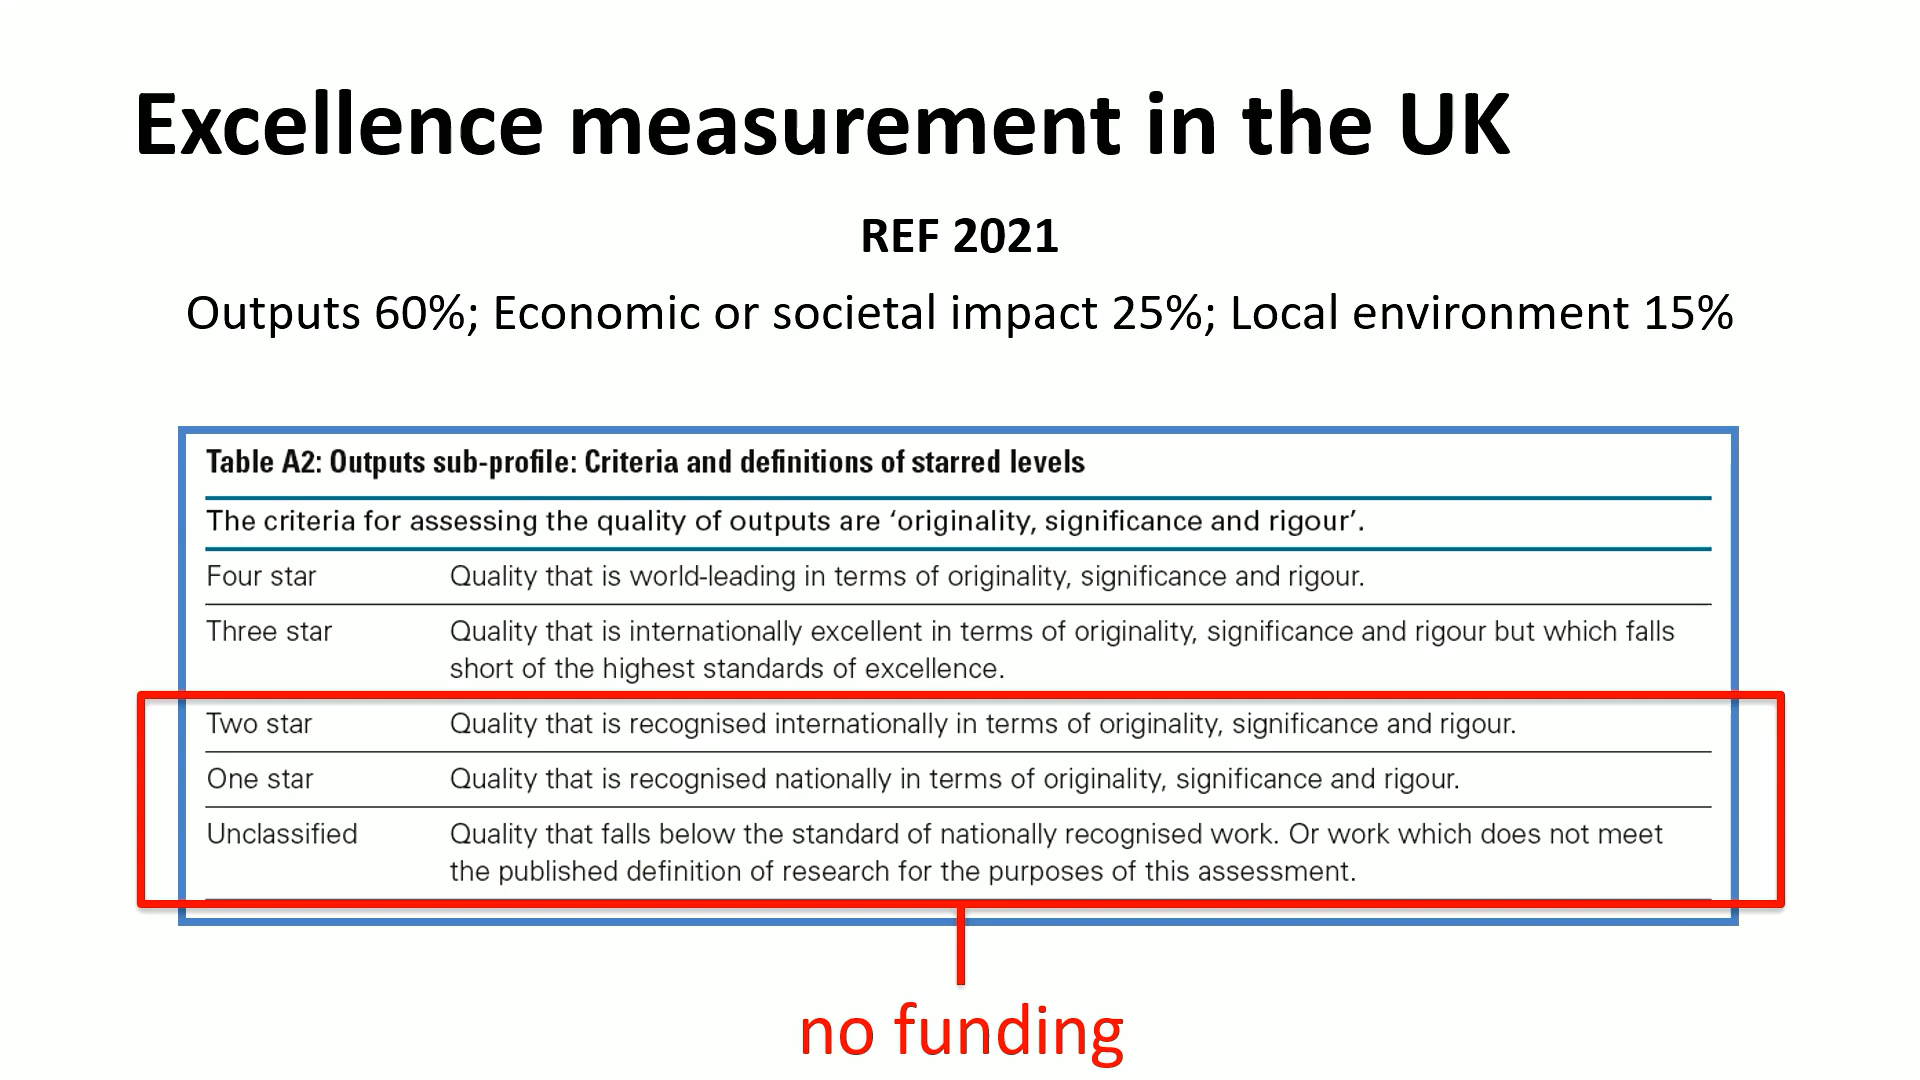 Excellence measurement in the UK
REF 2021
Outputs 60%; Economic or societal impact 25%; Local environment 15%
Table A2: Outputs sub-profile: Criteria and definitions of starred levels
The criteria for assessing the quality of outputs are ‘originality, significance and rigour’.
Four star Quality that is world-leading in terms of originality, significance and rigour.
Three star Quality that is internationally excellent in terms of originality, significance and rigour but which falls
short of the highest standards of excellence.
Two star Quality that is recognised internationally in terms of originality, significance and rigour.
One star Quality that is recognised nationally in terms of originality, significance and rigour.
Unclassified Quality that falls below the standard of nationally recognised work. Or work which does not meet
the published definition of research for the purposes of this assessment.
no funding